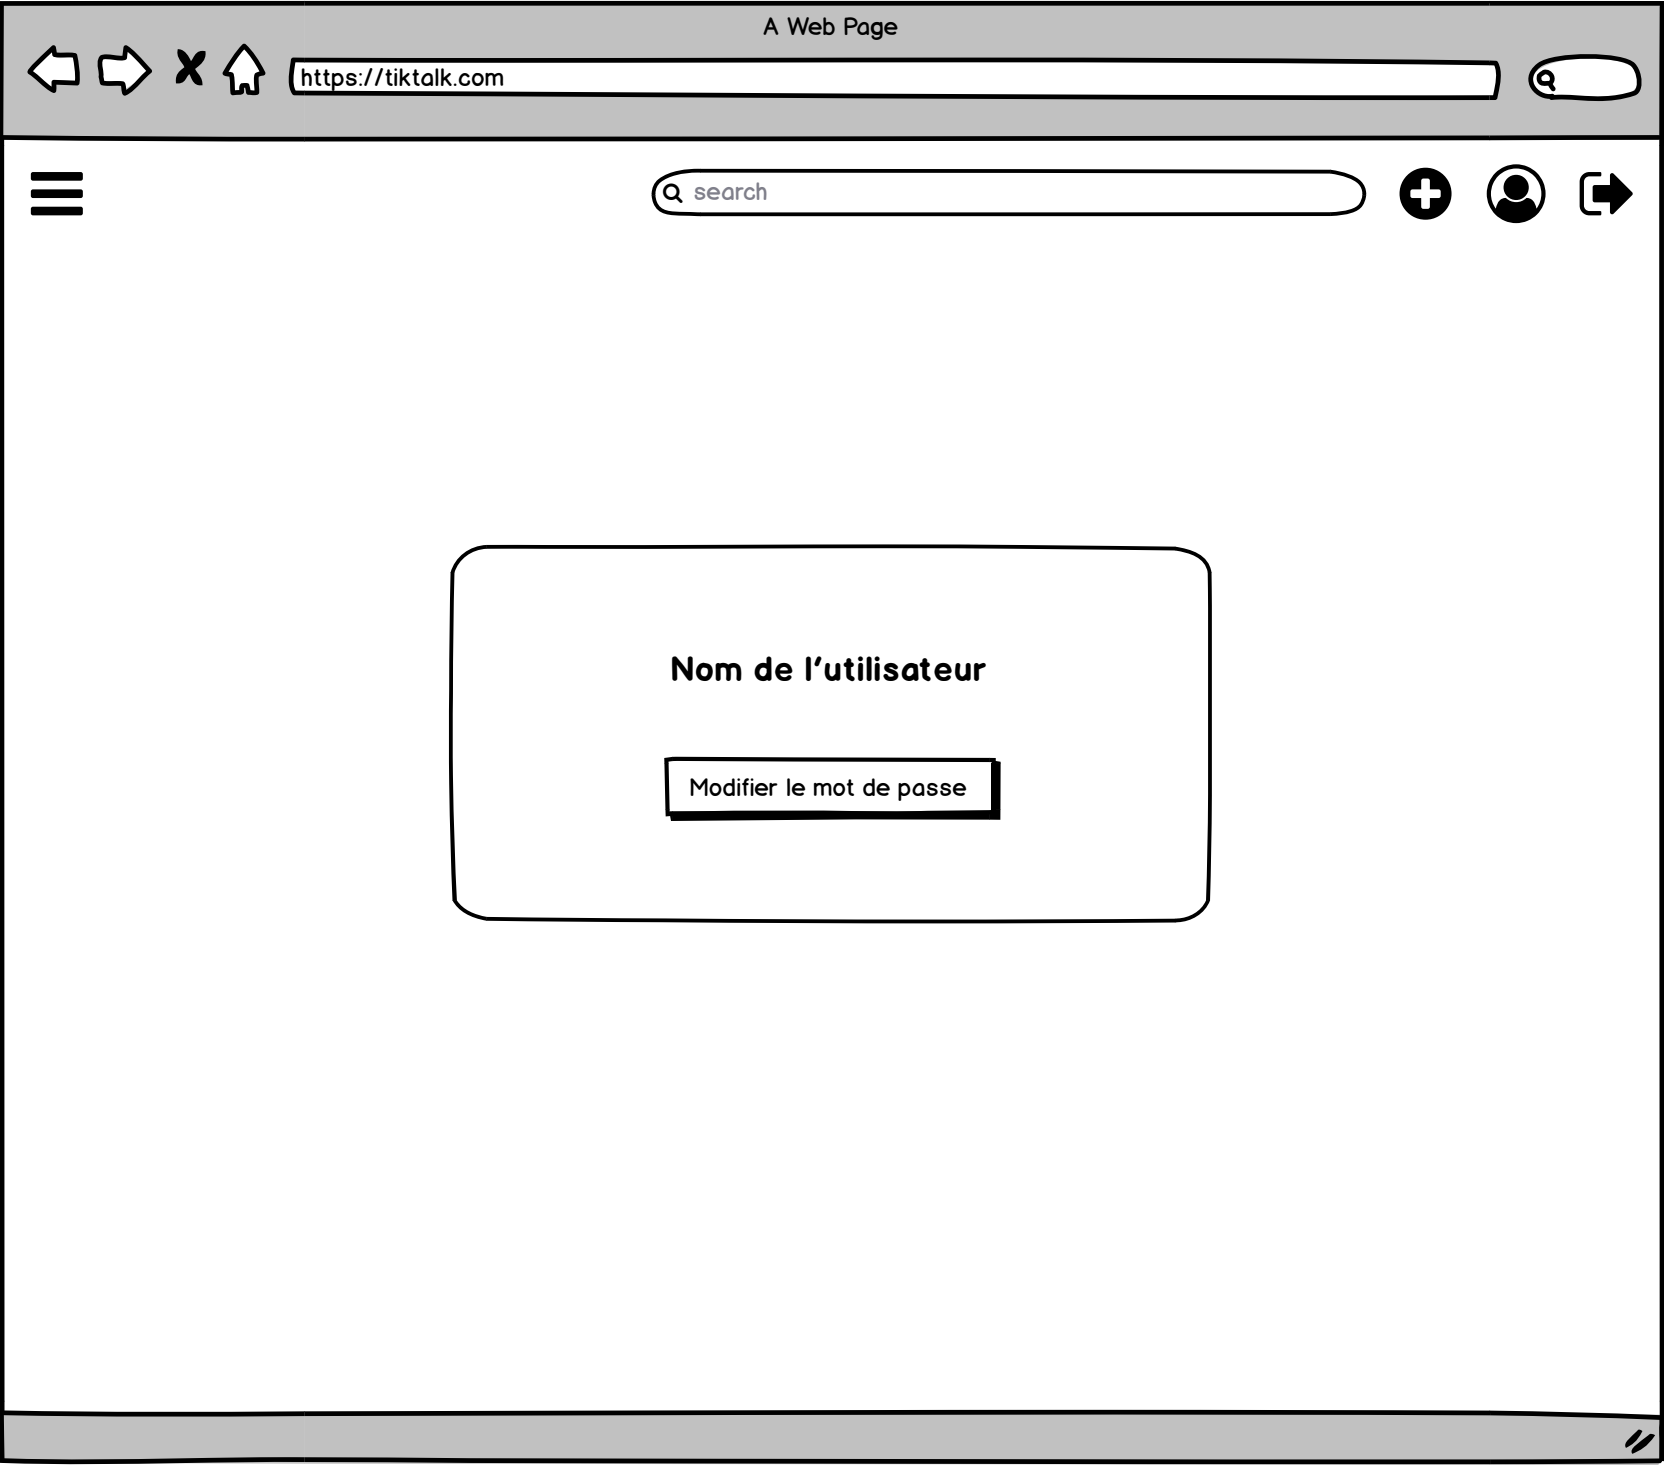 A Web Page
https://tiktalk.com
search
Nom de l'utilisateur
Modifier le mot de passe